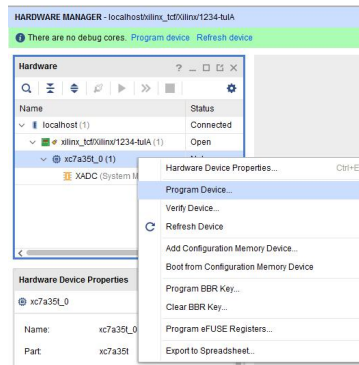 HARDWARE MANAGER - localhost/xilinx_tcf/Xilinx/1234-tulA
There are no debug cores. Program device Refresh device
Hardware
Name Status
localhost (1) Connected
xilinx_tcf/Xilinx/1234-tulA (1) Open
xc7a35t_0 (1)
XADC (System M
Hardware Device Properties... Ctrl+E
Program Device...
Verify Device...
Refresh Device
Add Configuration Memory Device...
Boot from Configuration Memory Device
Program BBR Key...
Clear BBR Key...
Program eFUSE Registers...
Export to Spreadsheet...
Hardware Device Properties
xc7a35t_0
Name: xc7a35t_0
Part: xc7a35t